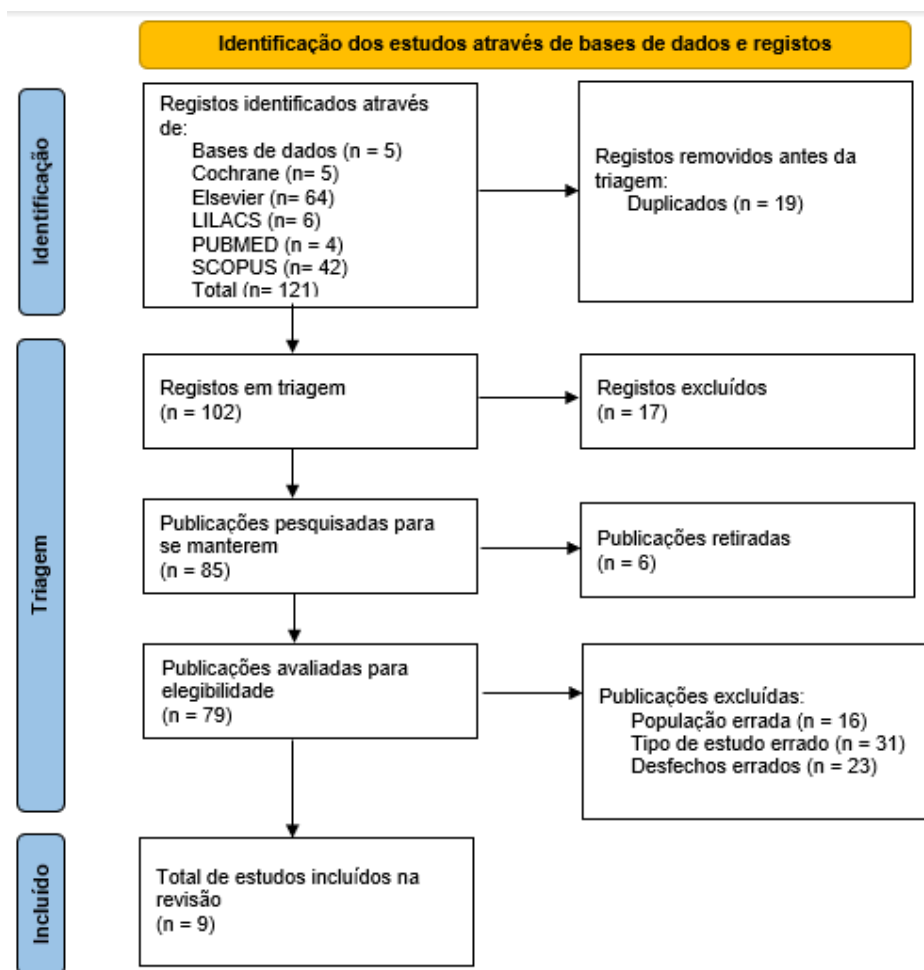 Identificação dos estudos através de bases de dados e registos
Identificação
Registos identificados através
de:
Bases de dados (n = 5)
Cochrane (n= 5)
Elsevier (n= 64)
LILACS (n= 6)
PUBMED (n = 4)
SCOPUS (n= 42)
Total (n= 121)
Registos removidos antes da
triagem:
Duplicados (n = 19)
Triagem
Registos em triagem
(n = 102)
Registos excluídos
(n = 17)
Publicações pesquisadas para
se manterem
(n = 85)
Publicações retiradas
(n = 6)
Publicações avaliadas para
elegibilidade
(n = 79)
Publicações excluídas:
População errada (n = 16)
Tipo de estudo errado (n = 31)
Desfechos errados (n = 23)
Incluído
Total de estudos incluídos na
revisão
(n = 9)